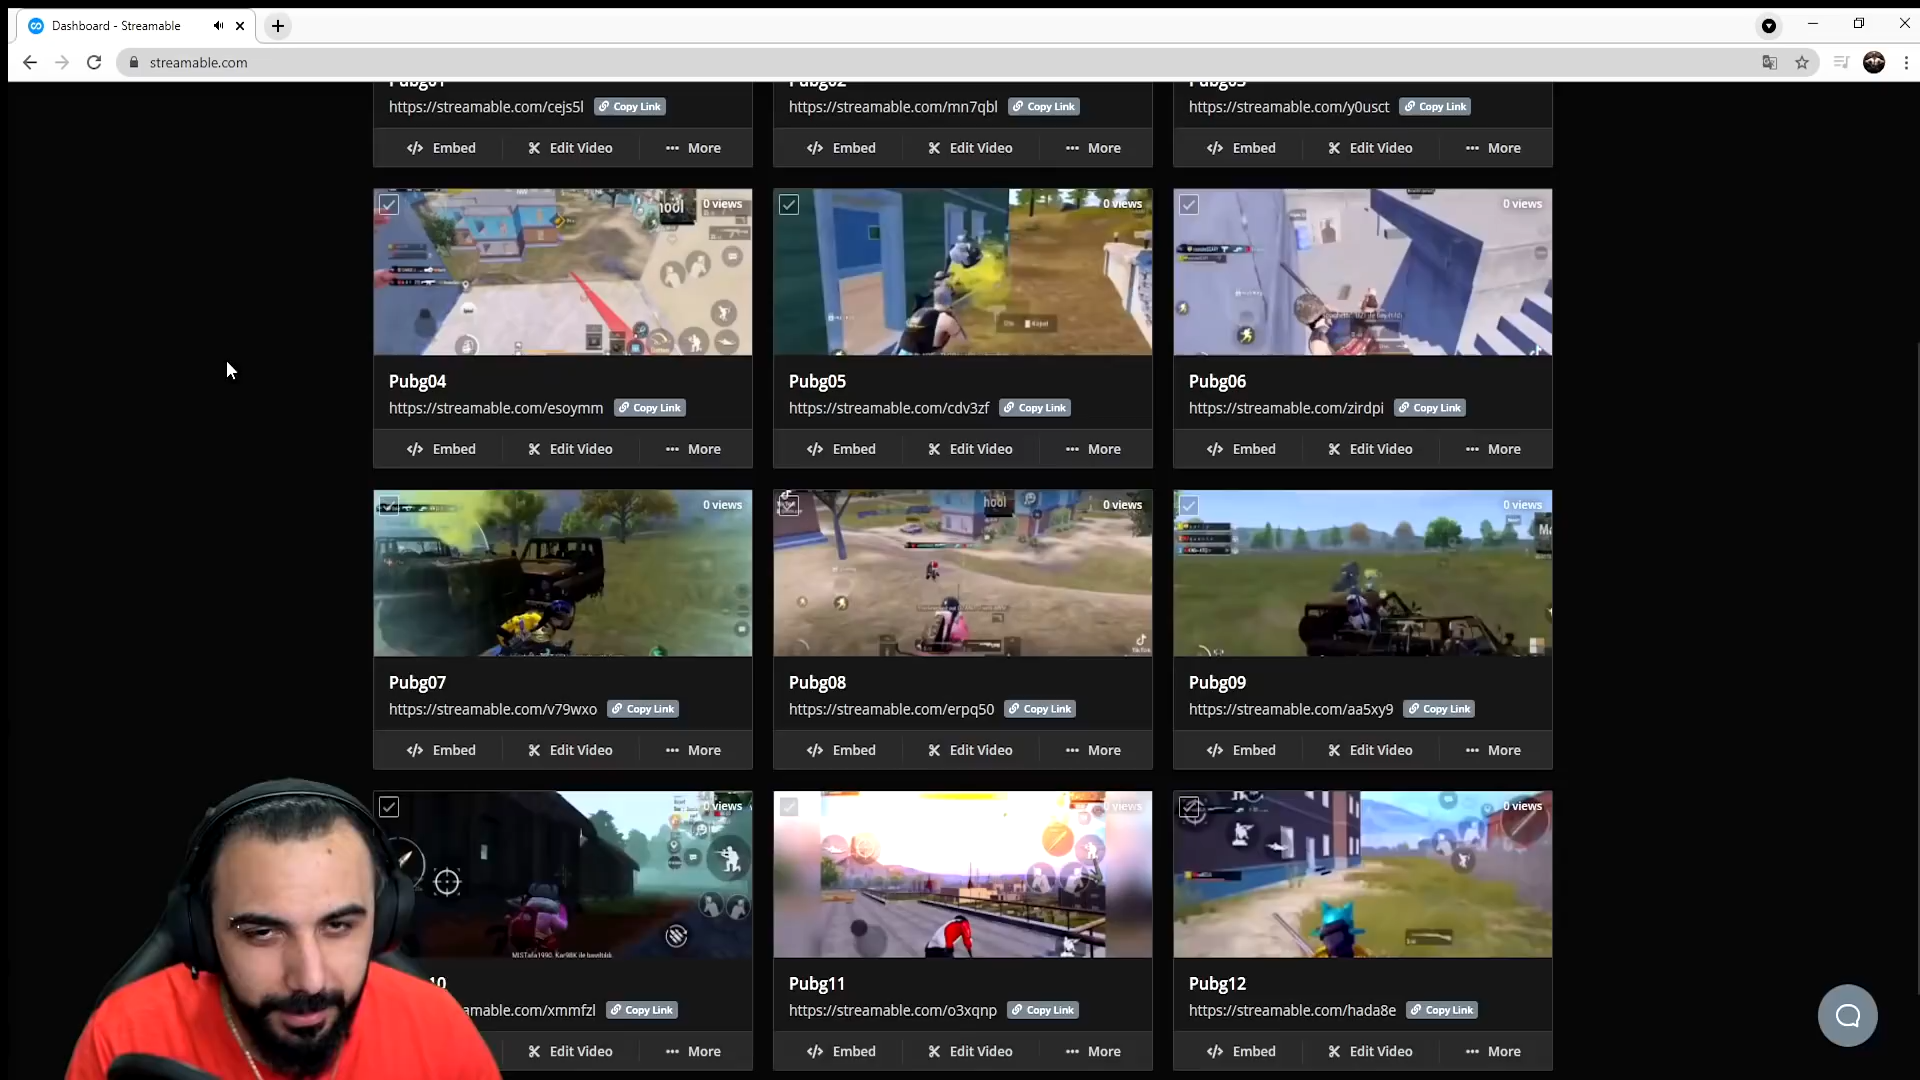 Dashboard - Streamable
streamable.com
https://streamable.com/cejs5l Copy Link
https://streamable.com/mn7qbl Copy Link
https://streamable.com/y0usct Copy Link
Embed Edit Video More
Embed Edit Video More
Embed Edit Video More
0 views
0 views
0 views
Pubg04
Pubg05
Pubg06
https://streamable.com/esoymm Copy Link
https://streamable.com/cdv3zf Copy Link
https://streamable.com/zirdpi Copy Link
Embed Edit Video More
Embed Edit Video More
Embed Edit Video More
0 views
hool
0 views
0 views
Pubg07
Pubg08
Pubg09
https://streamable.com/v79wxo Copy Link
https://streamable.com/erpq50 Copy Link
https://streamable.com/aa5xy9 Copy Link
Embed Edit Video More
Embed Edit Video More
Embed Edit Video More
0 views
0 views
0 views
10
Pubg11
Pubg12
amable.com/xmmfzl Copy Link
https://streamable.com/o3xqnp Copy Link
https://streamable.com/hada8e Copy Link
Edit Video More
Embed Edit Video More
Embed Edit Video More